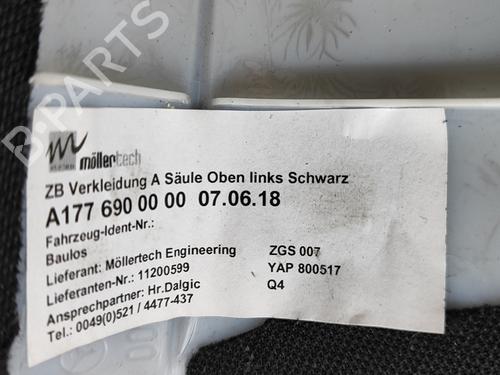 B-PARTS
möllertech
ZB Verkleidung A Säule Oben links Schwarz
A177 690 00 00 07.06.18
Fahrzeug-Ident-Nr.:
Baulos
Lieferant: Möllertech Engineering ZGS 007
Lieferanten-Nr.: 11200599 YAP 800517
Ansprechpartner: Hr.Dalgic Q4
Tel.: 0049(0)521 / 4477-437